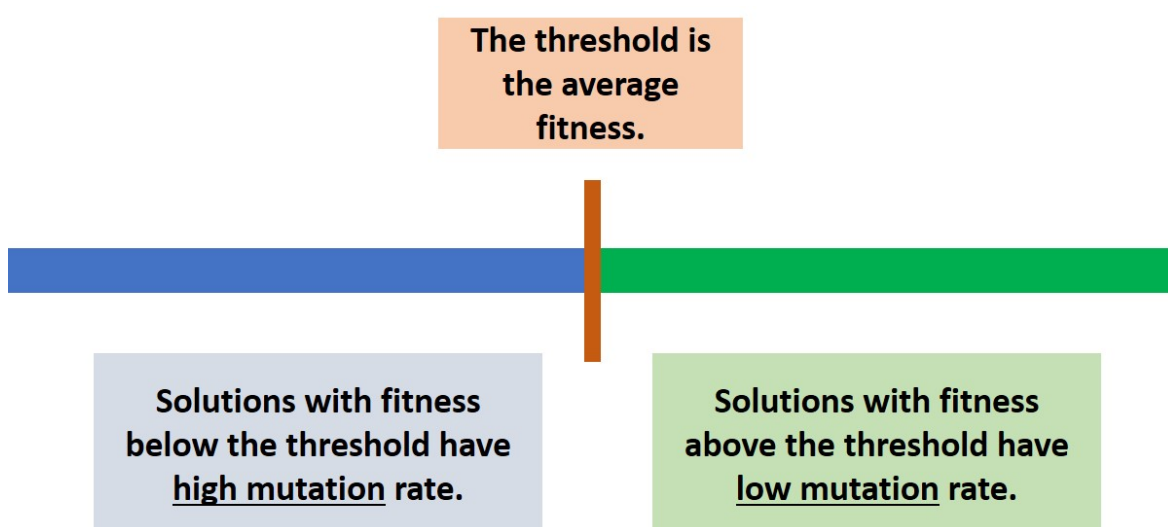 The threshold is
the average
fitness.
Solutions with fitness
below the threshold have
high mutation rate.
Solutions with fitness
above the threshold have
low mutation rate.